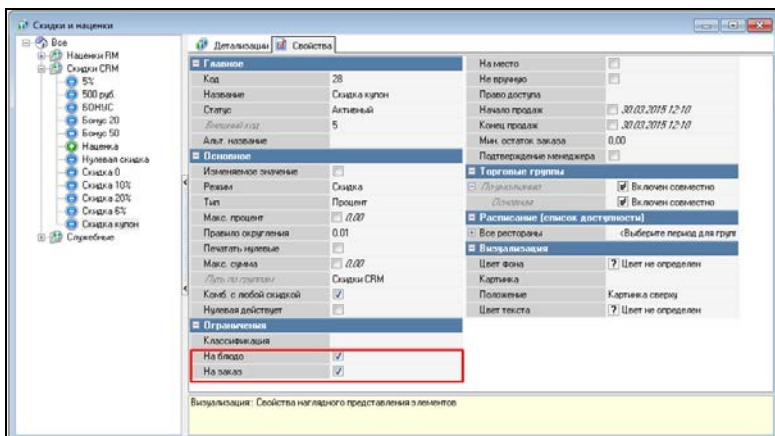 Скидки и наценки
Все
Наценки RM
Скидки CRM
5%
500 руб.
БОНУС
Бонус 20
Бонус 50
Наценка
Нулевая скидка
Скидка 0
Скидка 10%
Скидка 20%
Скидка 6%
Скидка купон
Служебные
Детализации
Свойства
Главное
Код 28
Название Скидка купон
Статус Активный
Внешний код 5
Альт. название
Основное
Изменяемое значение
Режим Скидка
Тип Процент
Макс. процент 0,00
Правило округления 0.01
Печатать нулевые
Макс. сумма 0,00
Путь по группам Скидки CRM
Комб. с любой скидкой
Нулевая действует
Ограничения
Классификация
На блюдо
На заказ
На место
Не вручную
Право доступа
Начало продаж 30.03.2015 12:10
Конец продаж 30.03.2015 12:10
Мин. остаток заказа 0,00
Подтверждение менеджера
Торговые группы
По умолчанию Включен совместно
Основная Включен совместно
Расписание (список доступности)
Все рестораны <Выберите период для групп
Визуализация
Цвет фона ? Цвет не определен
Картинка
Положение Картинка сверху
Цвет текста ? Цвет не определен
Визуализация: Свойства наглядного представления элементов